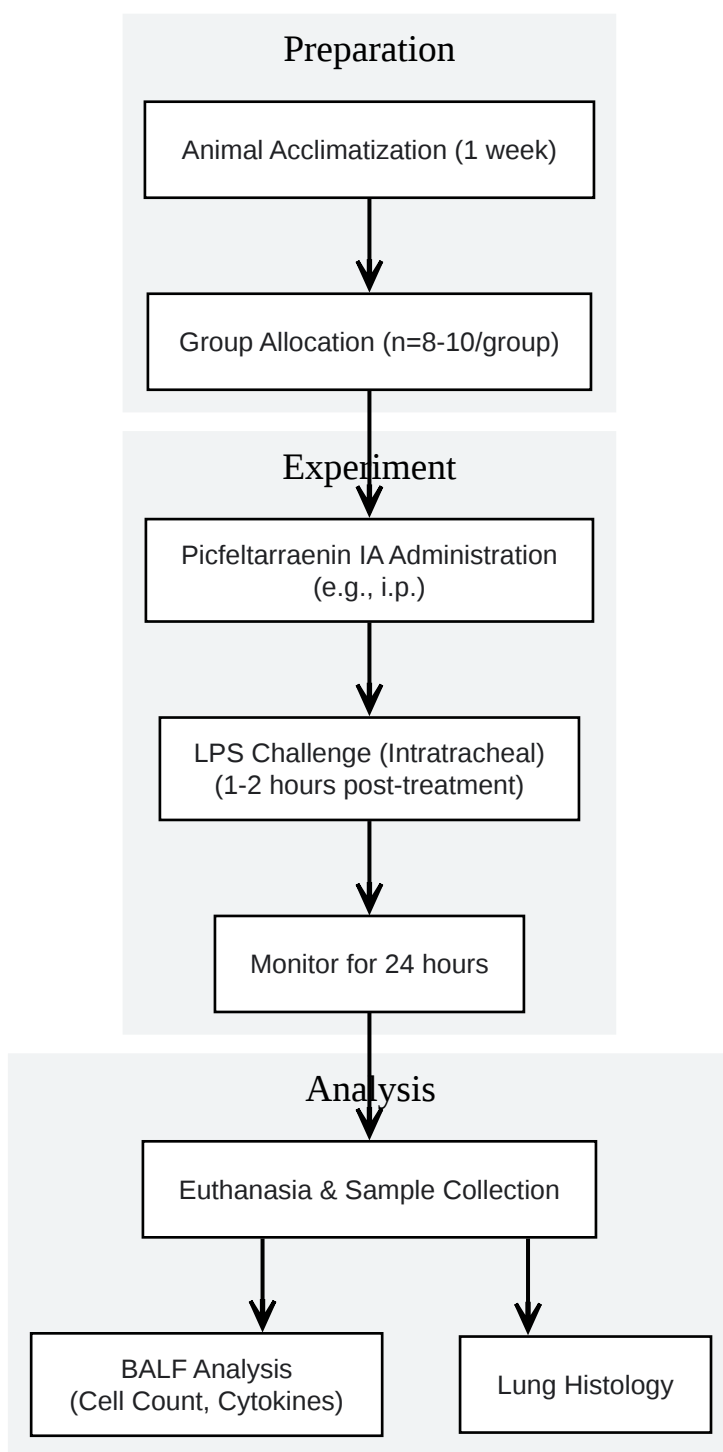 Preparation
Animal Acclimatization (1 week)
Group Allocation (n=8-10/group)
Experiment
Picfeltarraenin IA Administration
(e.g., i.p.)
LPS Challenge (Intratracheal)
(1-2 hours post-treatment)
Monitor for 24 hours
Analysis
Euthanasia & Sample Collection
BALF Analysis
(Cell Count, Cytokines)
Lung Histology